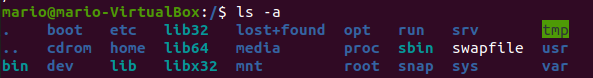 mario@mario-VirtualBox:/$ ls -a
. boot etc lib32 lost+found opt run srv tmp
.. cdrom home lib64 media proc sbin swapfile usr
bin dev lib libx32 mnt root snap sys var